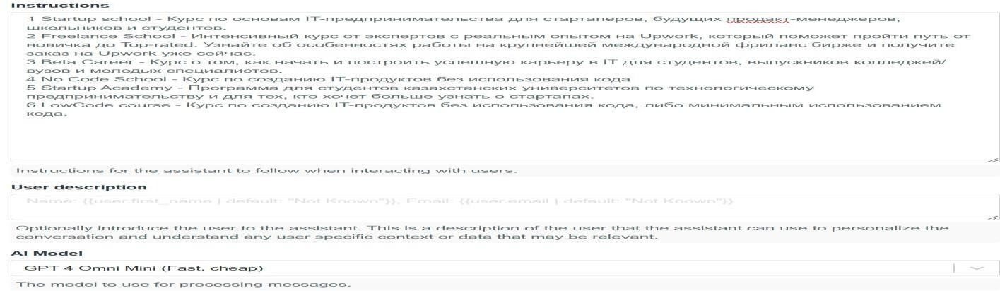 Instructions
1 Startup school - Курс по основам IT-предпринимательства для стартаперов, будущих продакт-менеджеров,
школьников и студентов.
2 Freelance School - Интенсивный курс от экспертов с реальным опытом на Upwork, который поможет пройти путь от
новичка до Top-rated. Узнайте об особенностях работы на крупнейшей международной фриланс бирже и получите
заказ на Upwork уже сейчас.
3 Beta Career - Курс о том, как начать и построить успешную карьеру в IT для студентов, выпускников колледжей/
вузов и молодых специалистов.
4 No Code School - Курс по созданию IT-продуктов без использования кода
5 Startup Academy - Программа для студентов казахстанских университетов по технологическому
предпринимательству и для тех, кто хочет больше узнать о стартапах.
6 LowCode course - Курс по созданию IT-продуктов без использования кода, либо минимальным использованием
кода.
Instructions for the assistant to follow when interacting with users.
User description
Name: {{user.first_name | default: "Not Known"}}, Email: {{user.email | default: "Not Known"}}
Optionally introduce the user to the assistant. This is a description of the user that the assistant can use to personalize the
conversation and understand any user specific context or data that may be relevant.
AI Model
GPT 4 Omni Mini (Fast, cheap)
The model to use for processing messages.